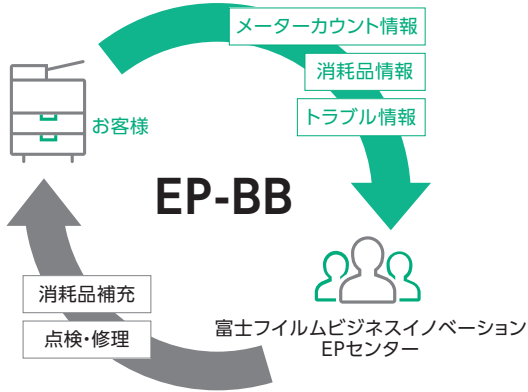 メーターカウント情報
消耗品情報
トラブル情報
お客様
EP-BB
消耗品補充
点検・修理
富士フイルムビジネスイノベーション
EPセンター